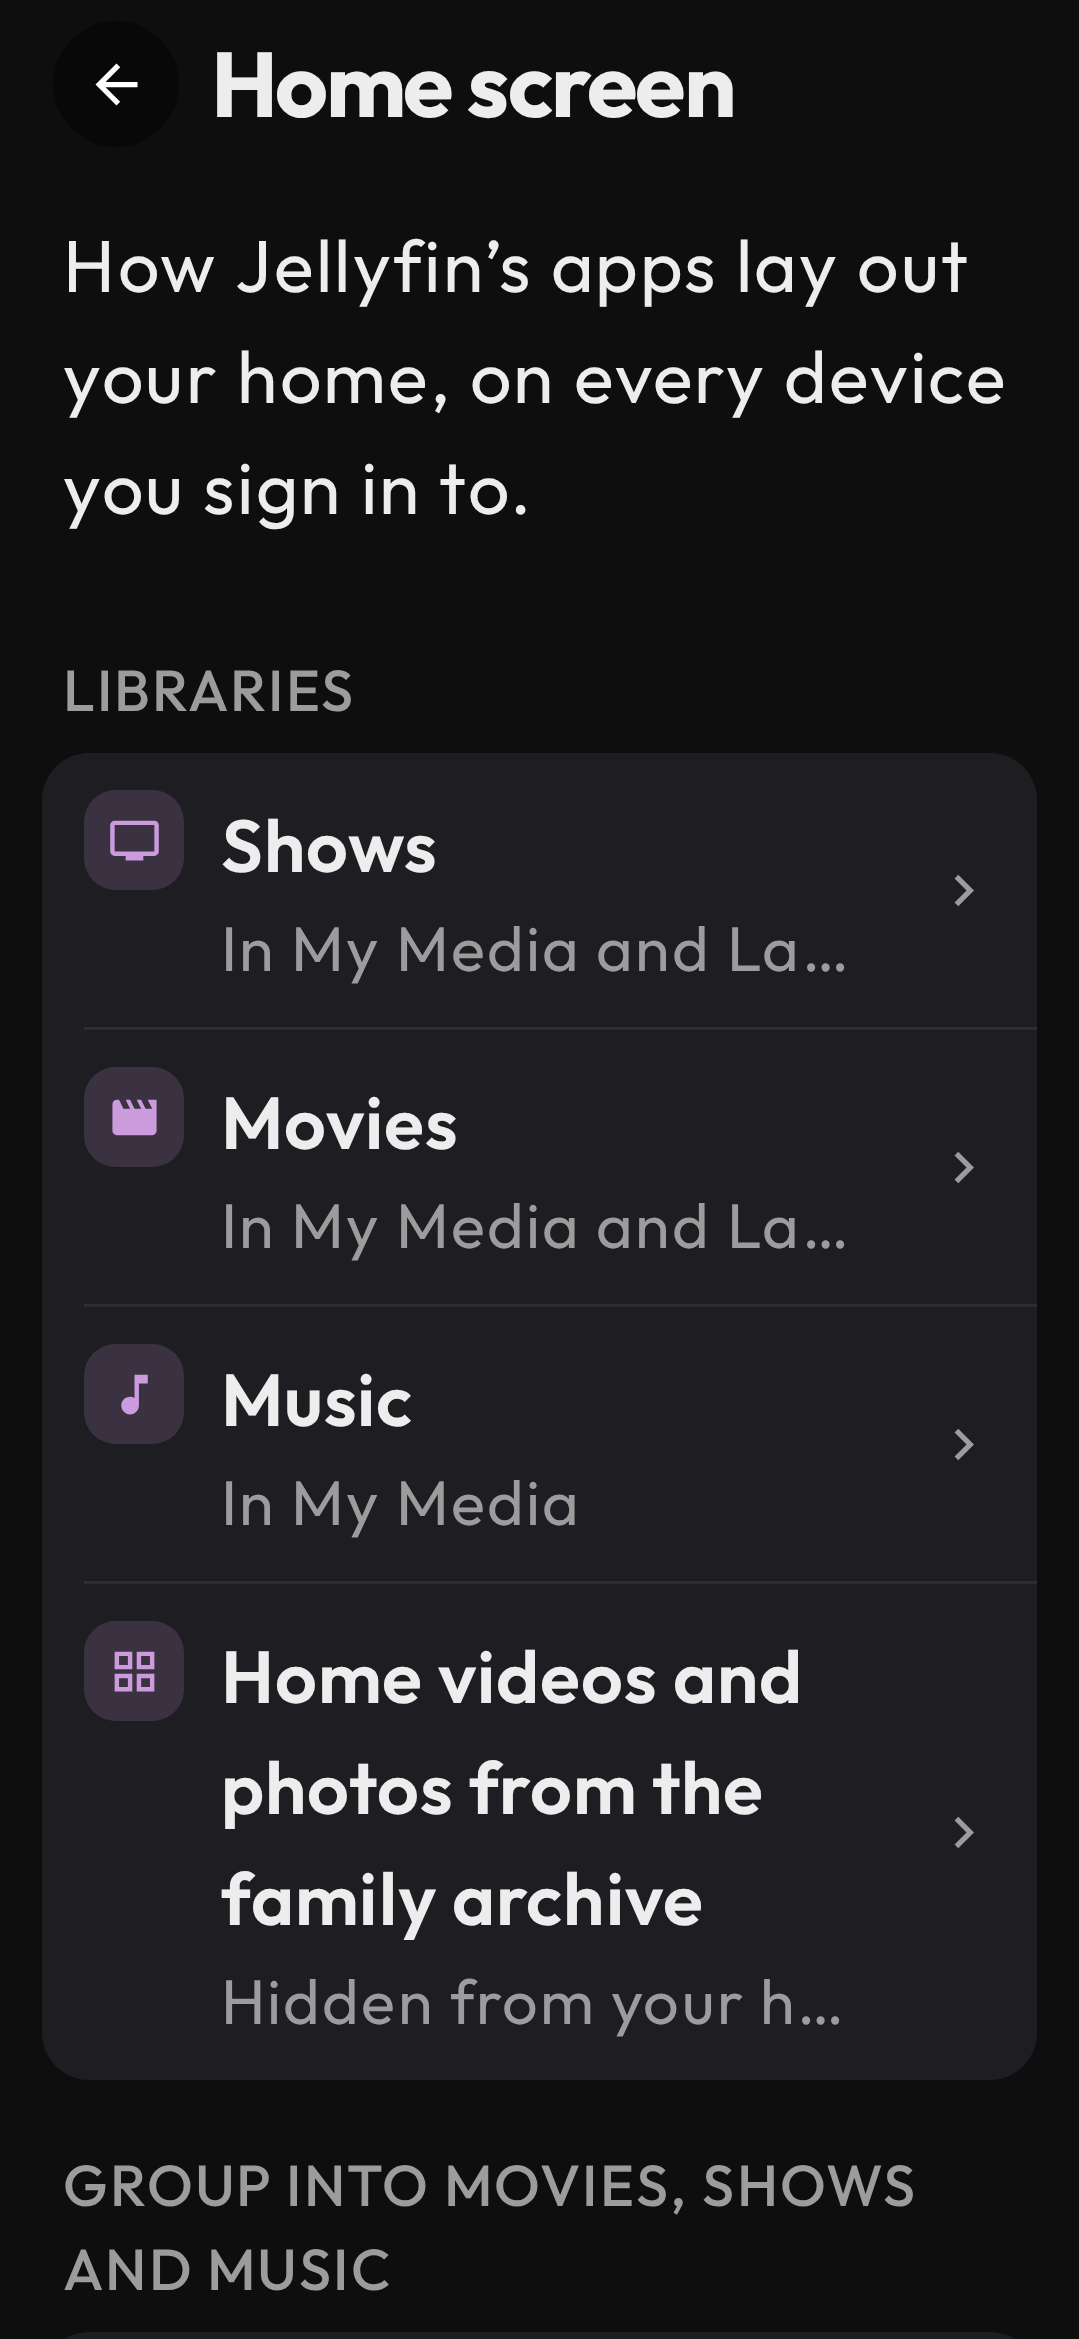 Home screen
How Jellyfin’s apps lay out
your home, on every device
you sign in to.
LIBRARIES
Shows
In My Media and La…
Movies
In My Media and La…
Music
In My Media
Home videos and
photos from the
family archive
Hidden from your h…
GROUP INTO MOVIES, SHOWS
AND MUSIC